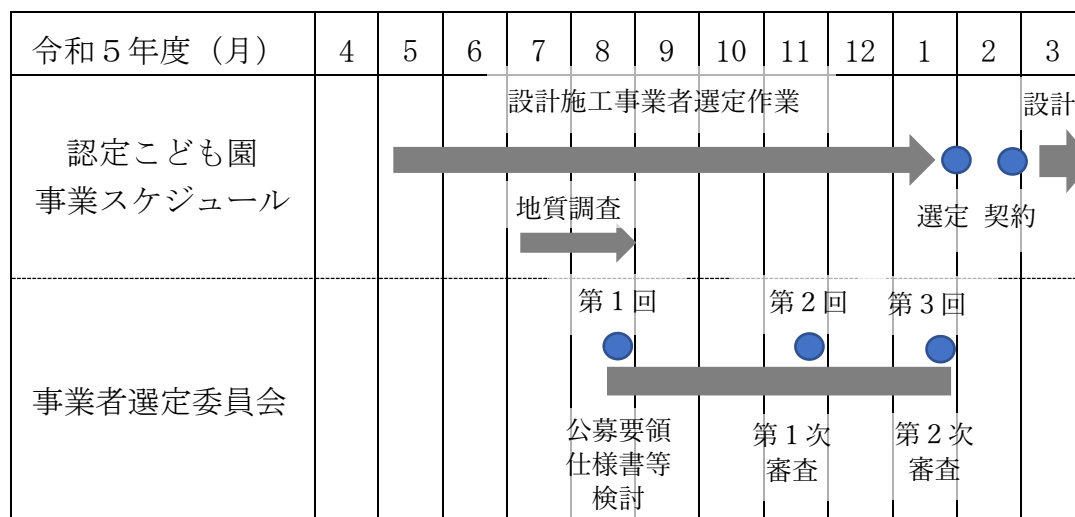 令和５年度（月） 4 5 6 7 8 9 10 11 12 1 2 3
設計施工事業者選定作業
設計
認定こども園
事業スケジュール
選定 契約
地質調査
第１回 第２回 第３回
事業者選定委員会
公募要領
仕様書等
検討
第１次
審査
第２次
審査